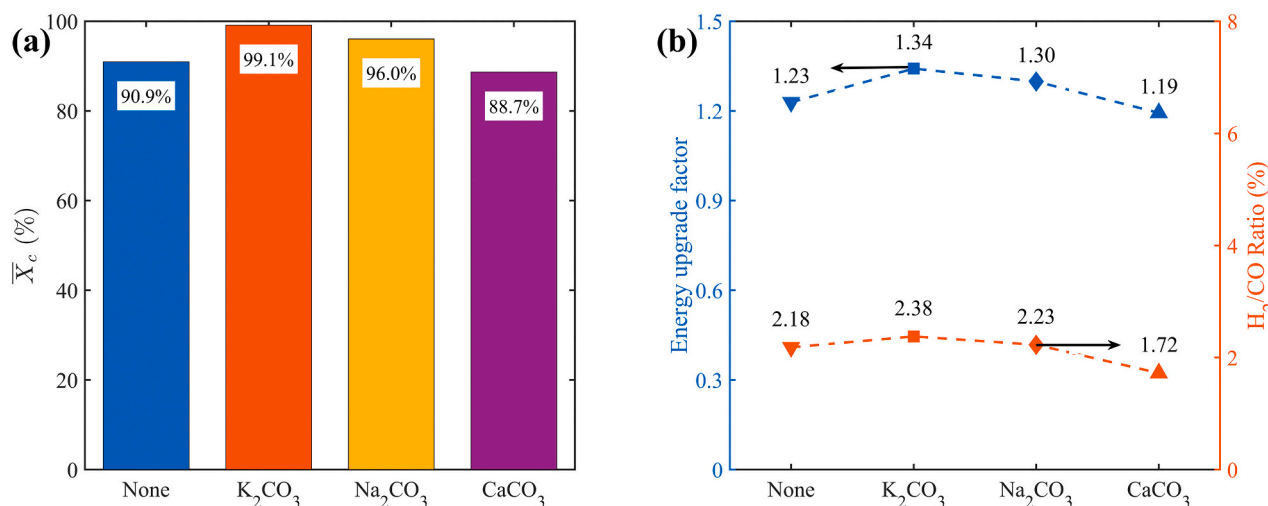 (a)
100
80
60
40
20
0
X̅_c (%)
90.9%
99.1%
96.0%
88.7%
None
K₂CO₃
Na₂CO₃
CaCO₃
(b)
1.5
1.2
0.9
0.6
0.3
0
Energy upgrade factor
1.23
1.34
1.30
1.19
2.18
2.38
2.23
1.72
8
6
4
2
0
H₂/CO Ratio (%)
None
K₂CO₃
Na₂CO₃
CaCO₃